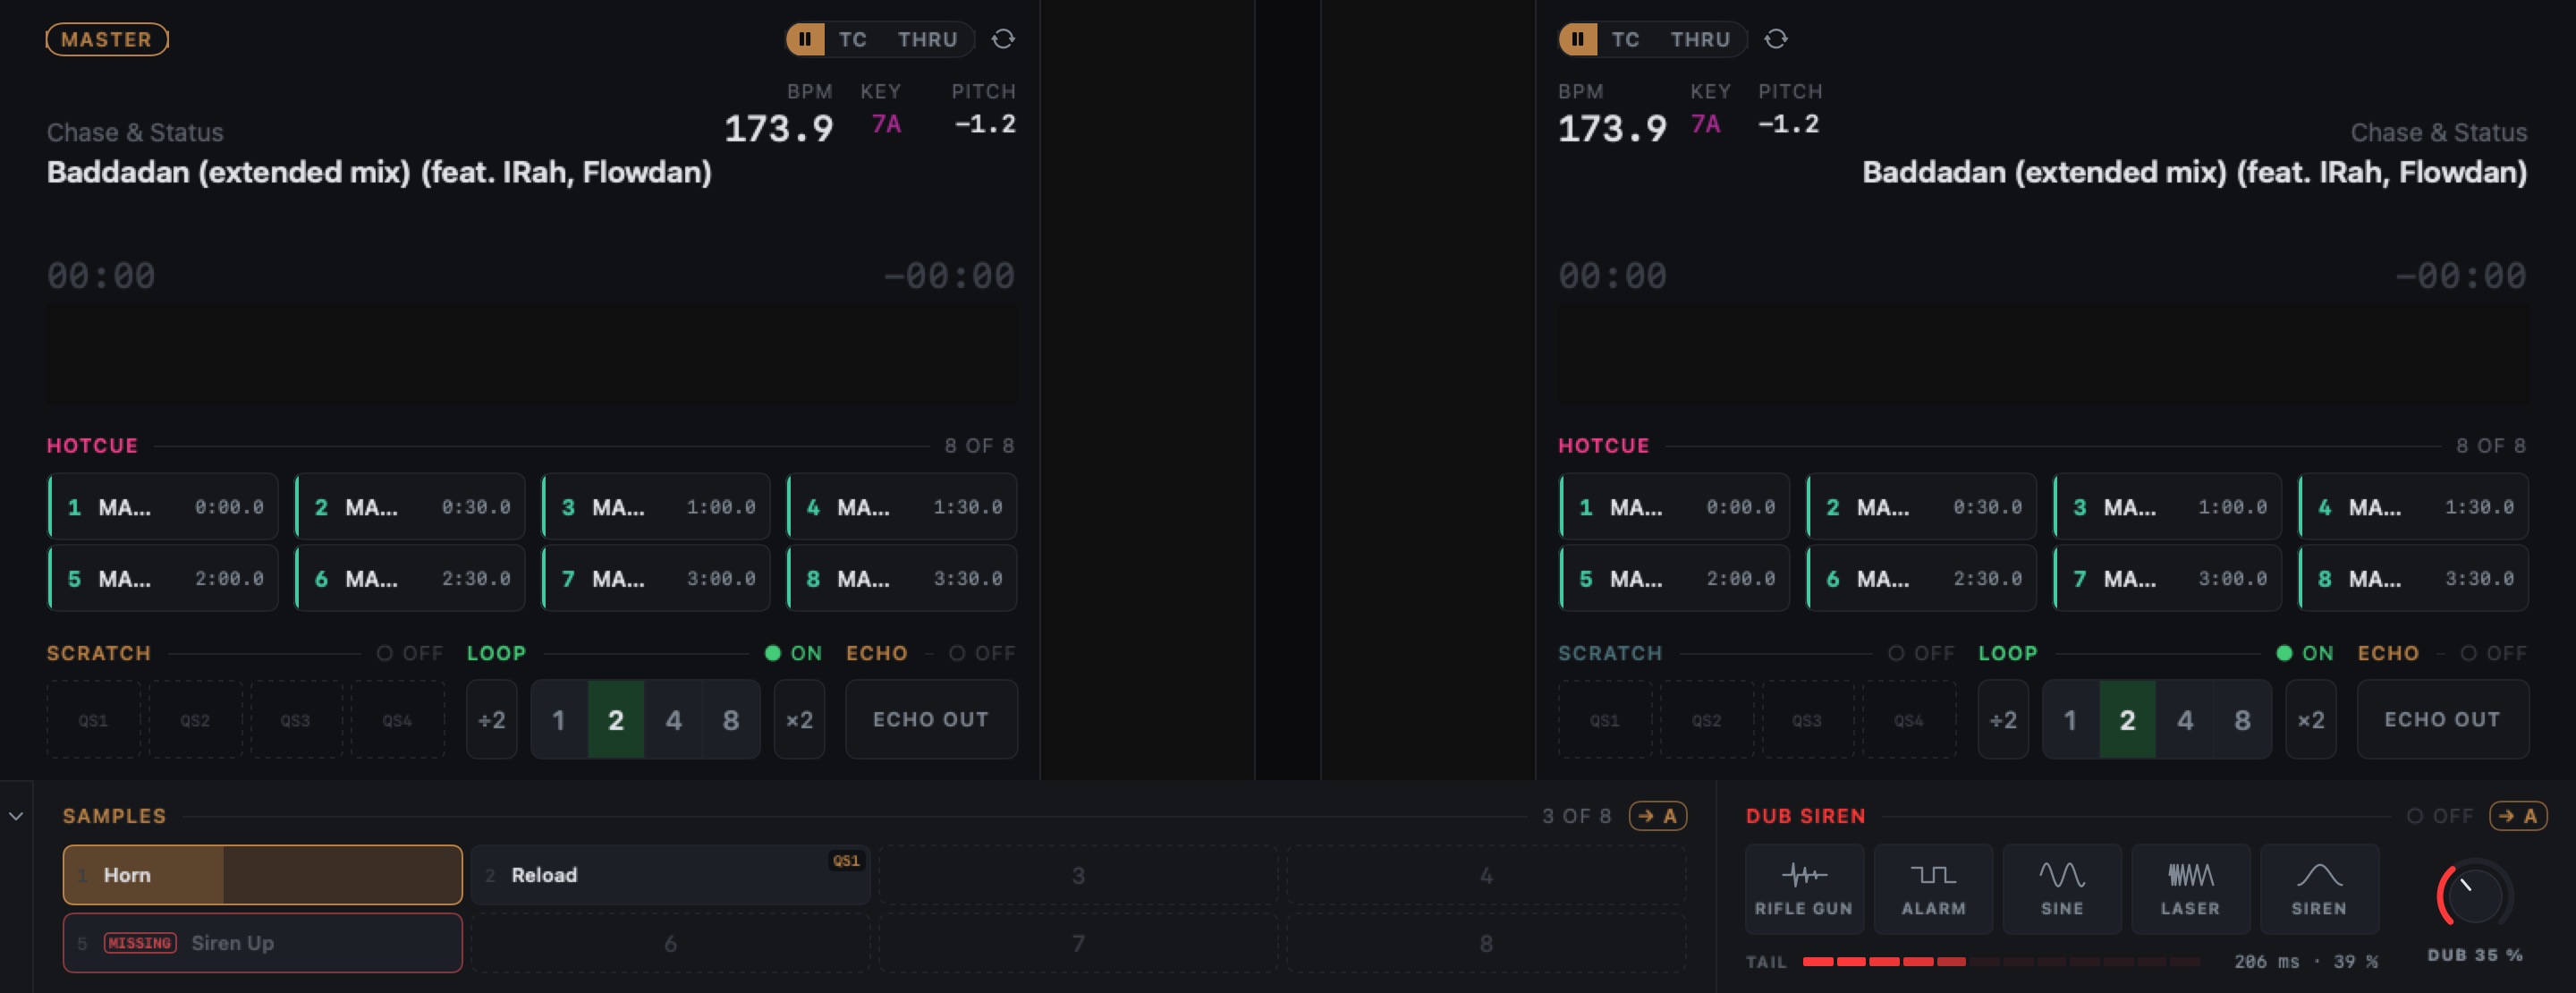 MASTER
TC THRU
BPM KEY PITCH
173.9 7A −1.2
Chase & Status
Baddadan (extended mix) (feat. IRah, Flowdan)
00:00 −00:00
HOTCUE 8 OF 8
1 MA... 0:00.0 2 MA... 0:30.0 3 MA... 1:00.0 4 MA... 1:30.0
5 MA... 2:00.0 6 MA... 2:30.0 7 MA... 3:00.0 8 MA... 3:30.0
SCRATCH OFF LOOP ON ECHO OFF
QS1 QS2 QS3 QS4 ÷2 1 2 4 8 ×2 ECHO OUT
TC THRU
BPM KEY PITCH
173.9 7A −1.2
Chase & Status
Baddadan (extended mix) (feat. IRah, Flowdan)
00:00 −00:00
HOTCUE 8 OF 8
1 MA... 0:00.0 2 MA... 0:30.0 3 MA... 1:00.0 4 MA... 1:30.0
5 MA... 2:00.0 6 MA... 2:30.0 7 MA... 3:00.0 8 MA... 3:30.0
SCRATCH OFF LOOP ON ECHO OFF
QS1 QS2 QS3 QS4 ÷2 1 2 4 8 ×2 ECHO OUT
SAMPLES 3 OF 8 → A
1 Horn 2 Reload QS1 3 4
5 MISSING Siren Up 6 7 8
DUB SIREN OFF → A
RIFLE GUN ALARM SINE LASER SIREN
TAIL 206 ms · 39 % DUB 35 %